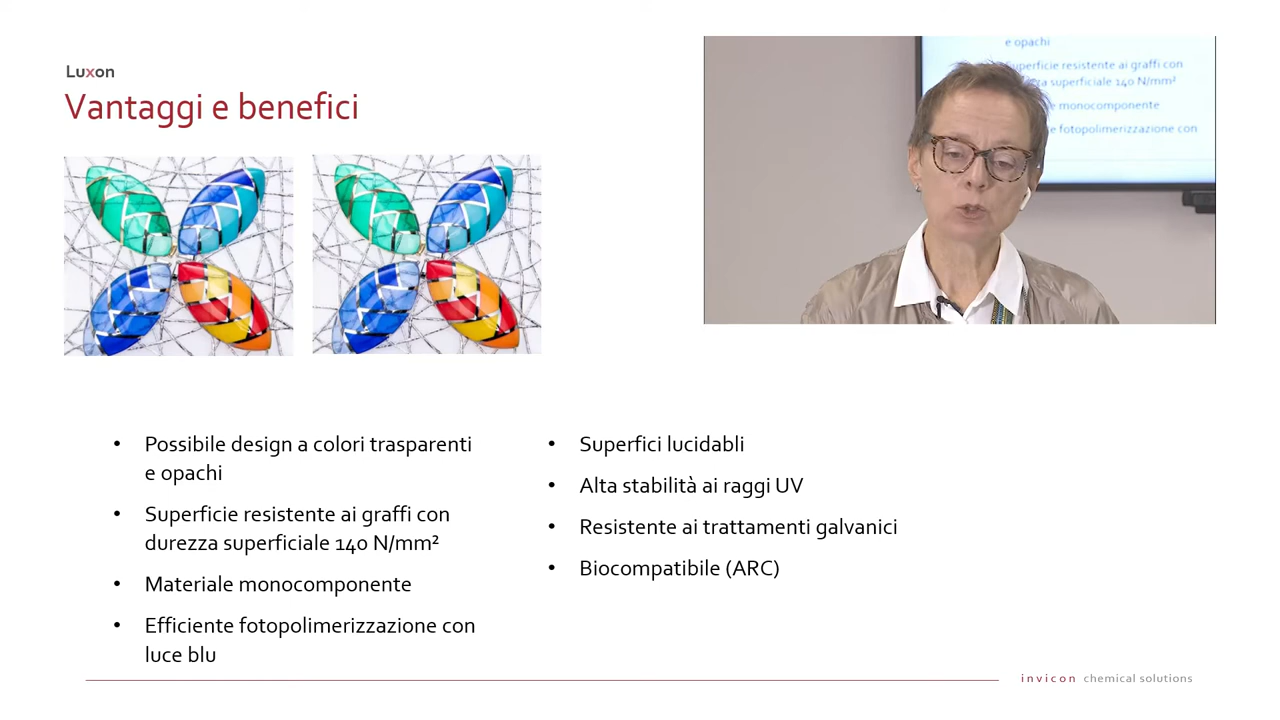 Luxon
Vantaggi e benefici
e opachi
Superficie resistente ai graffi con
superficiale 140 N/mm²
monocomponente
fotopolimerizzazione con
• Possibile design a colori trasparenti
e opachi
• Superficie resistente ai graffi con
durezza superficiale 140 N/mm²
• Materiale monocomponente
• Efficiente fotopolimerizzazione con
luce blu
• Superfici lucidabli
• Alta stabilità ai raggi UV
• Resistente ai trattamenti galvanici
• Biocompatibile (ARC)
invicon chemical solutions